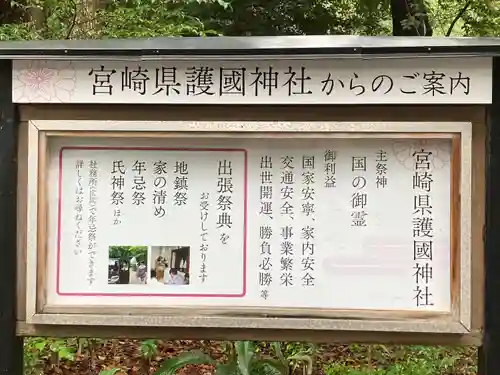 宮崎県護國神社からのご案内
宮崎県護國神社
主祭神
国の御霊
御利益
国家安寧、家内安全
交通安全、事業繁栄
出世開運、勝負必勝 等
出張祭典を
お受けしております
地鎮祭
家の清め
年忌祭
氏神祭 ほか
詳しくはお尋ねください